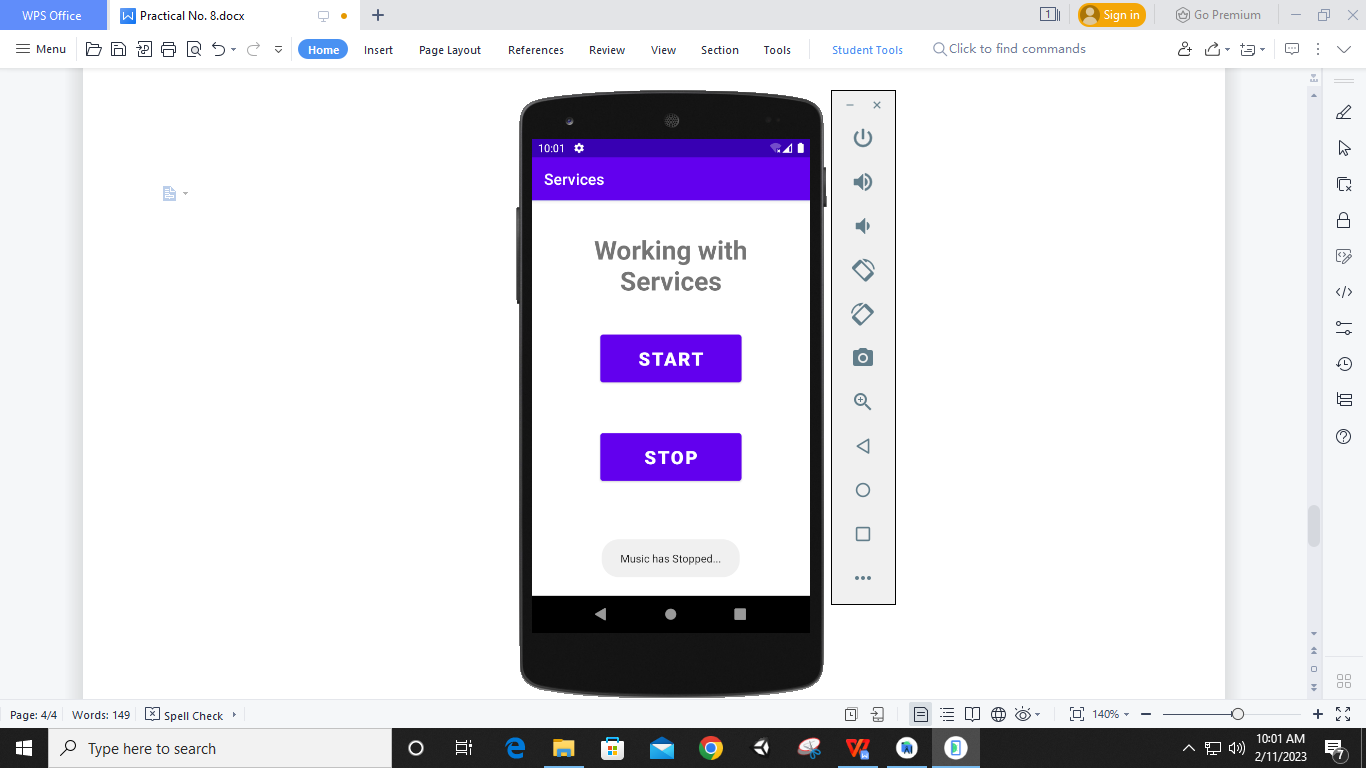 WPS Office
Practical No. 8.docx
1
Sign in
Go Premium
Menu
Home
Insert
Page Layout
References
Review
View
Section
Tools
Student Tools
Click to find commands
10:01
Services
Working with
Services
START
STOP
Music has Stopped...
Page: 4/4
Words: 149
Spell Check
140%
Type here to search
10:01 AM
2/11/2023
7